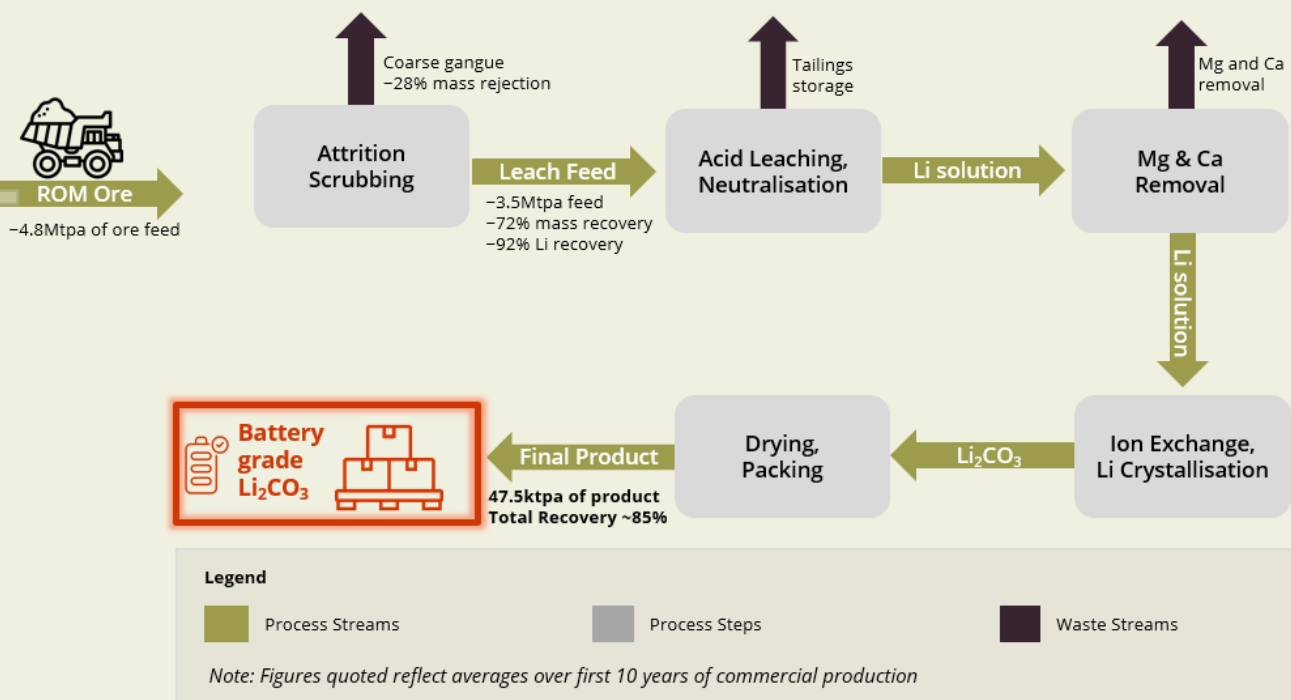 Coarse gangue
~28% mass rejection
Tailings
storage
Mg and Ca
removal
ROM Ore
~4.8Mtpa of ore feed
Attrition
Scrubbing
Leach Feed
~3.5Mtpa feed
~72% mass recovery
~92% Li recovery
Acid Leaching,
Neutralisation
Li solution
Mg & Ca
Removal
Li solution
Ion Exchange,
Li Crystallisation
Li₂CO₃
Drying,
Packing
Final Product
47.5ktpa of product
Total Recovery ~85%
Battery
grade
Li₂CO₃
Legend
Process Streams
Process Steps
Waste Streams
Note: Figures quoted reflect averages over first 10 years of commercial production